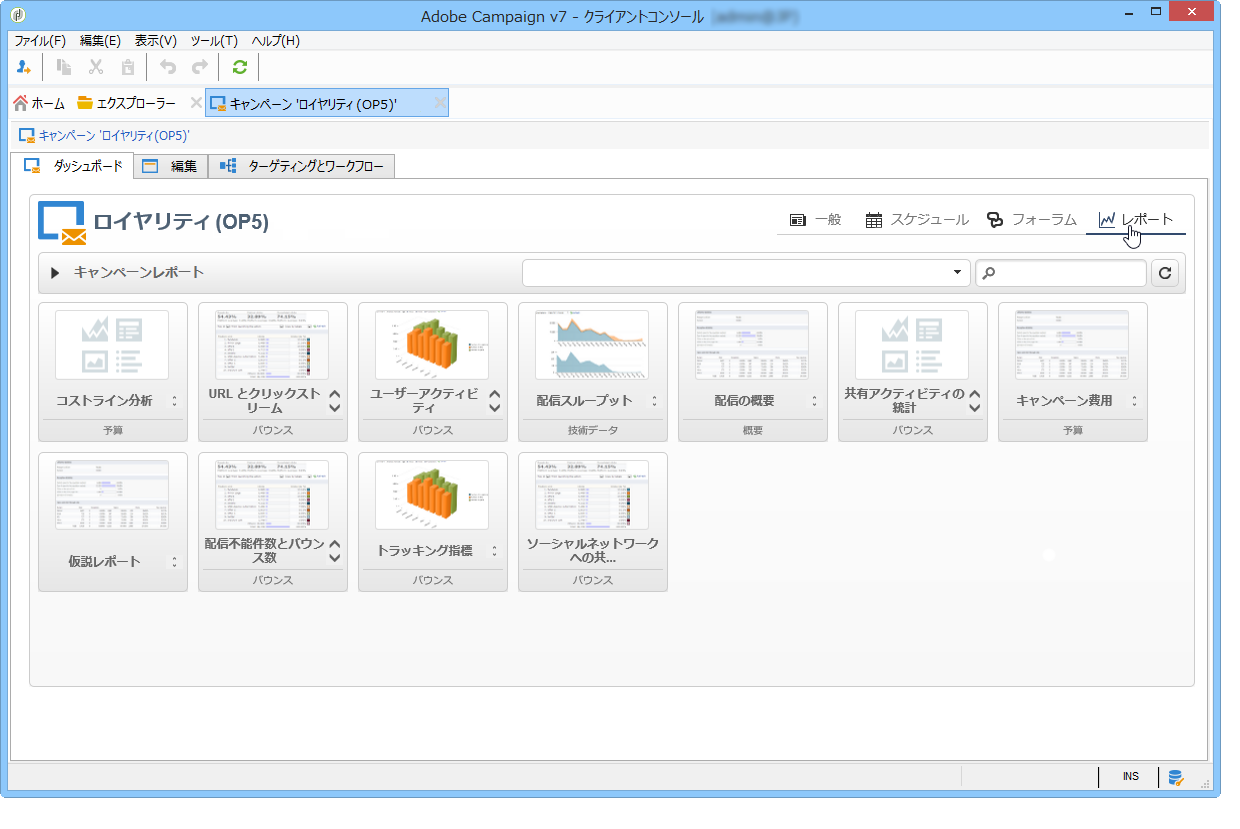 Adobe Campaign v7 - クライアントコンソール
ファイル(F) 編集(E) 表示(V) ツール(T) ヘルプ(H)
ホーム エクスプローラー キャンペーン 'ロイヤリティ (OP5)'
キャンペーン 'ロイヤリティ(OP5)'
ダッシュボード 編集 ターゲティングとワークフロー
ロイヤリティ (OP5) 一般 スケジュール フォーラム レポート
キャンペーンレポート
コストライン分析
予算
URL とクリックスト
リーム
バウンス
ユーザーアクティビ
ティ
バウンス
配信スループット
技術データ
配信の概要
概要
共有アクティビティの
統計
バウンス
キャンペーン費用
予算
仮説レポート
配信不能件数とバウン
ス数
バウンス
トラッキング指標
バウンス
ソーシャルネットワーク
への共...
バウンス
INS